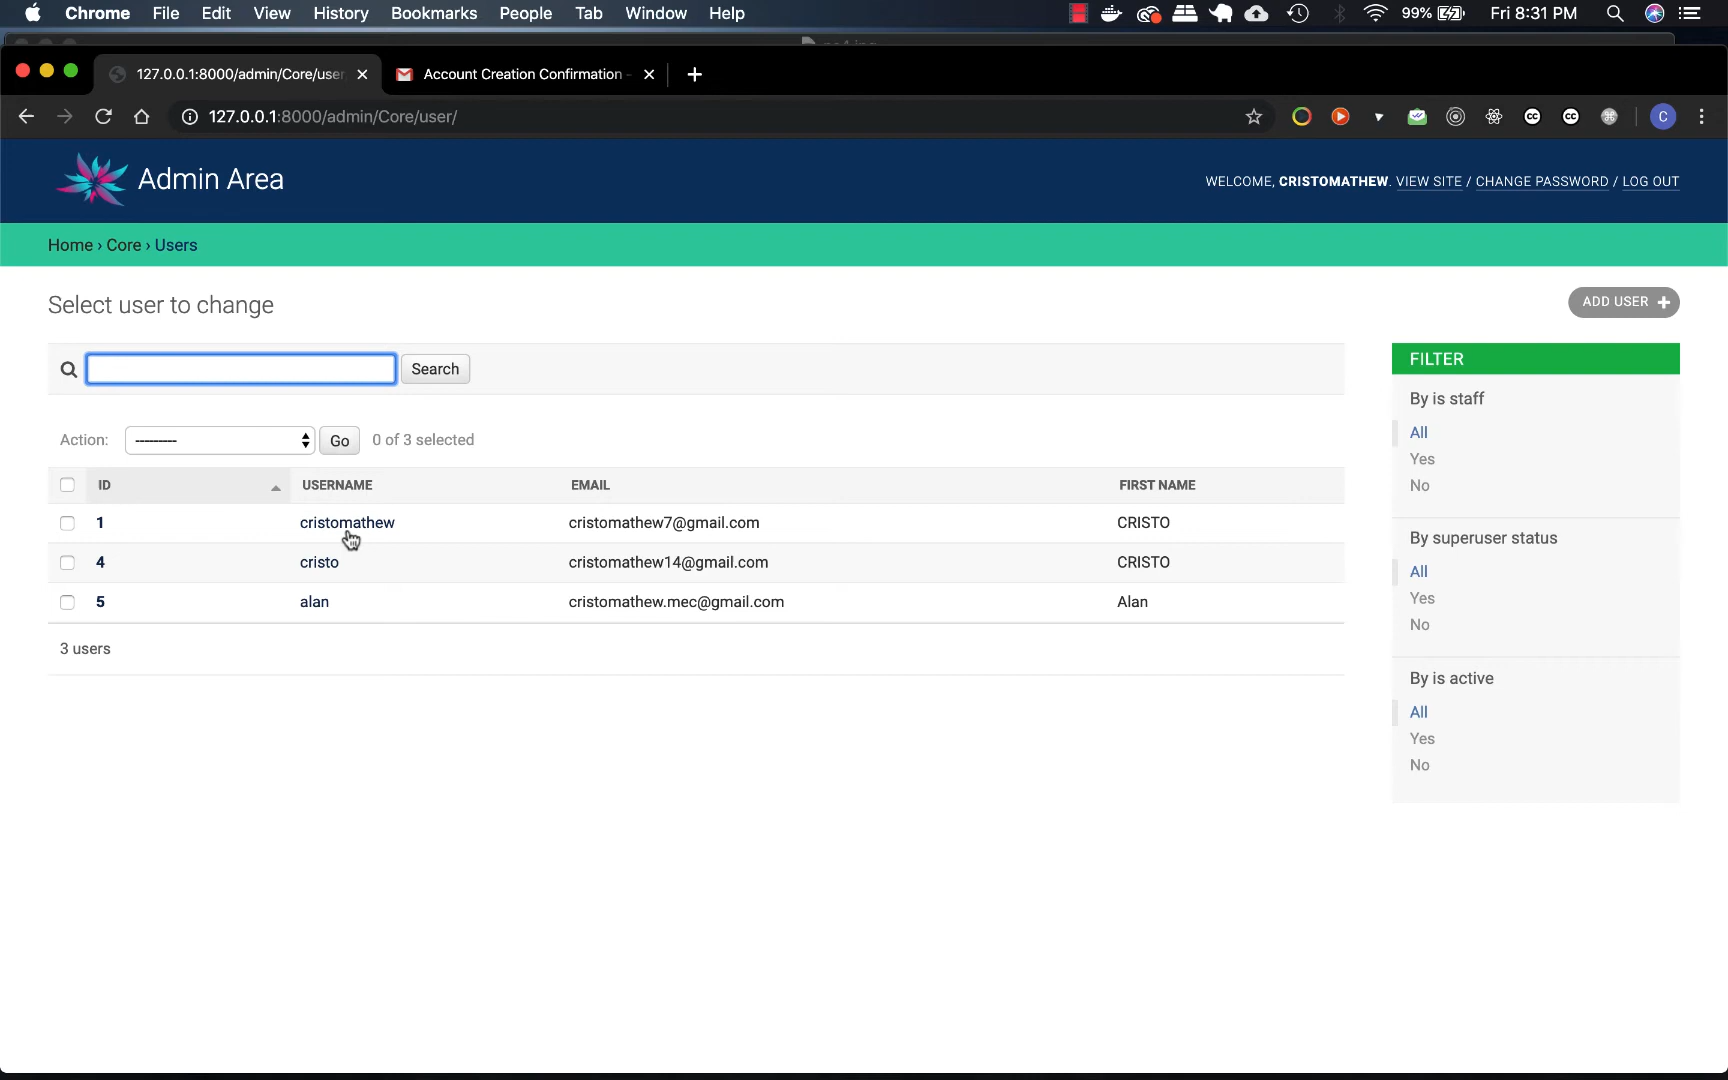 Chrome File Edit View History Bookmarks People Tab Window Help 99% Fri 8:31 PM
127.0.0.1:8000/admin/Core/user Account Creation Confirmation -
127.0.0.1:8000/admin/Core/user/ C
Admin Area
WELCOME, CRISTOMATHEW. VIEW SITE / CHANGE PASSWORD / LOG OUT
Home › Core › Users
Select user to change
ADD USER +
Search
Action: --------- Go 0 of 3 selected
ID USERNAME EMAIL FIRST NAME
1 cristomathew cristomathew7@gmail.com CRISTO
4 cristo cristomathew14@gmail.com CRISTO
5 alan cristomathew.mec@gmail.com Alan
3 users
FILTER
By is staff
All
Yes
No
By superuser status
All
Yes
No
By is active
All
Yes
No